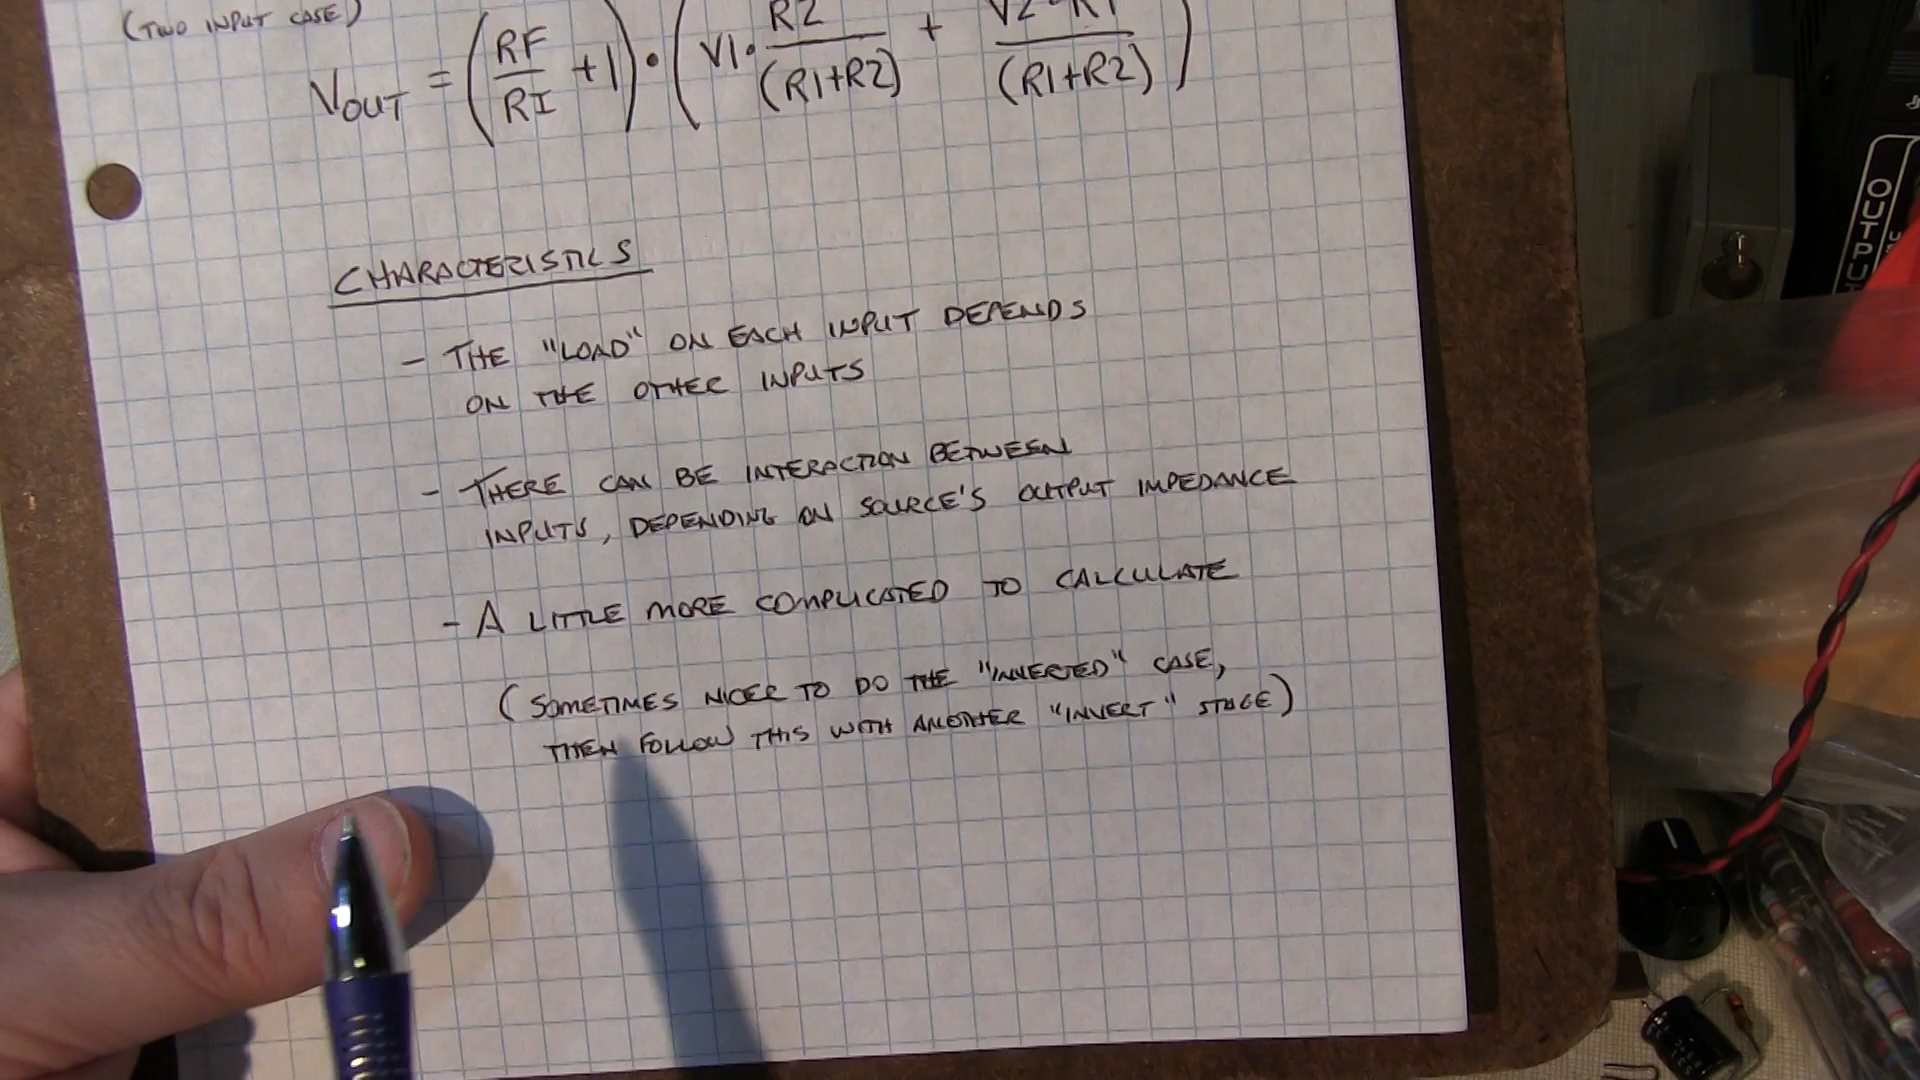 (TWO INPUT CASE)
VOUT = (RF/RI + 1) • (V1 • R2/(R1+R2) + V2 • R1/(R1+R2))
CHARACTERISTICS
- THE "LOAD" ON EACH INPUT DEPENDS
ON THE OTHER INPUTS
- THERE CAN BE INTERACTION BETWEEN
INPUTS, DEPENDING ON SOURCE'S OUTPUT IMPEDANCE
- A LITTLE MORE COMPLICATED TO CALCULATE
(SOMETIMES NICER TO DO THE "INVERTED" CASE,
THEN FOLLOW THIS WITH ANOTHER "INVERT" STAGE)
OUTPU